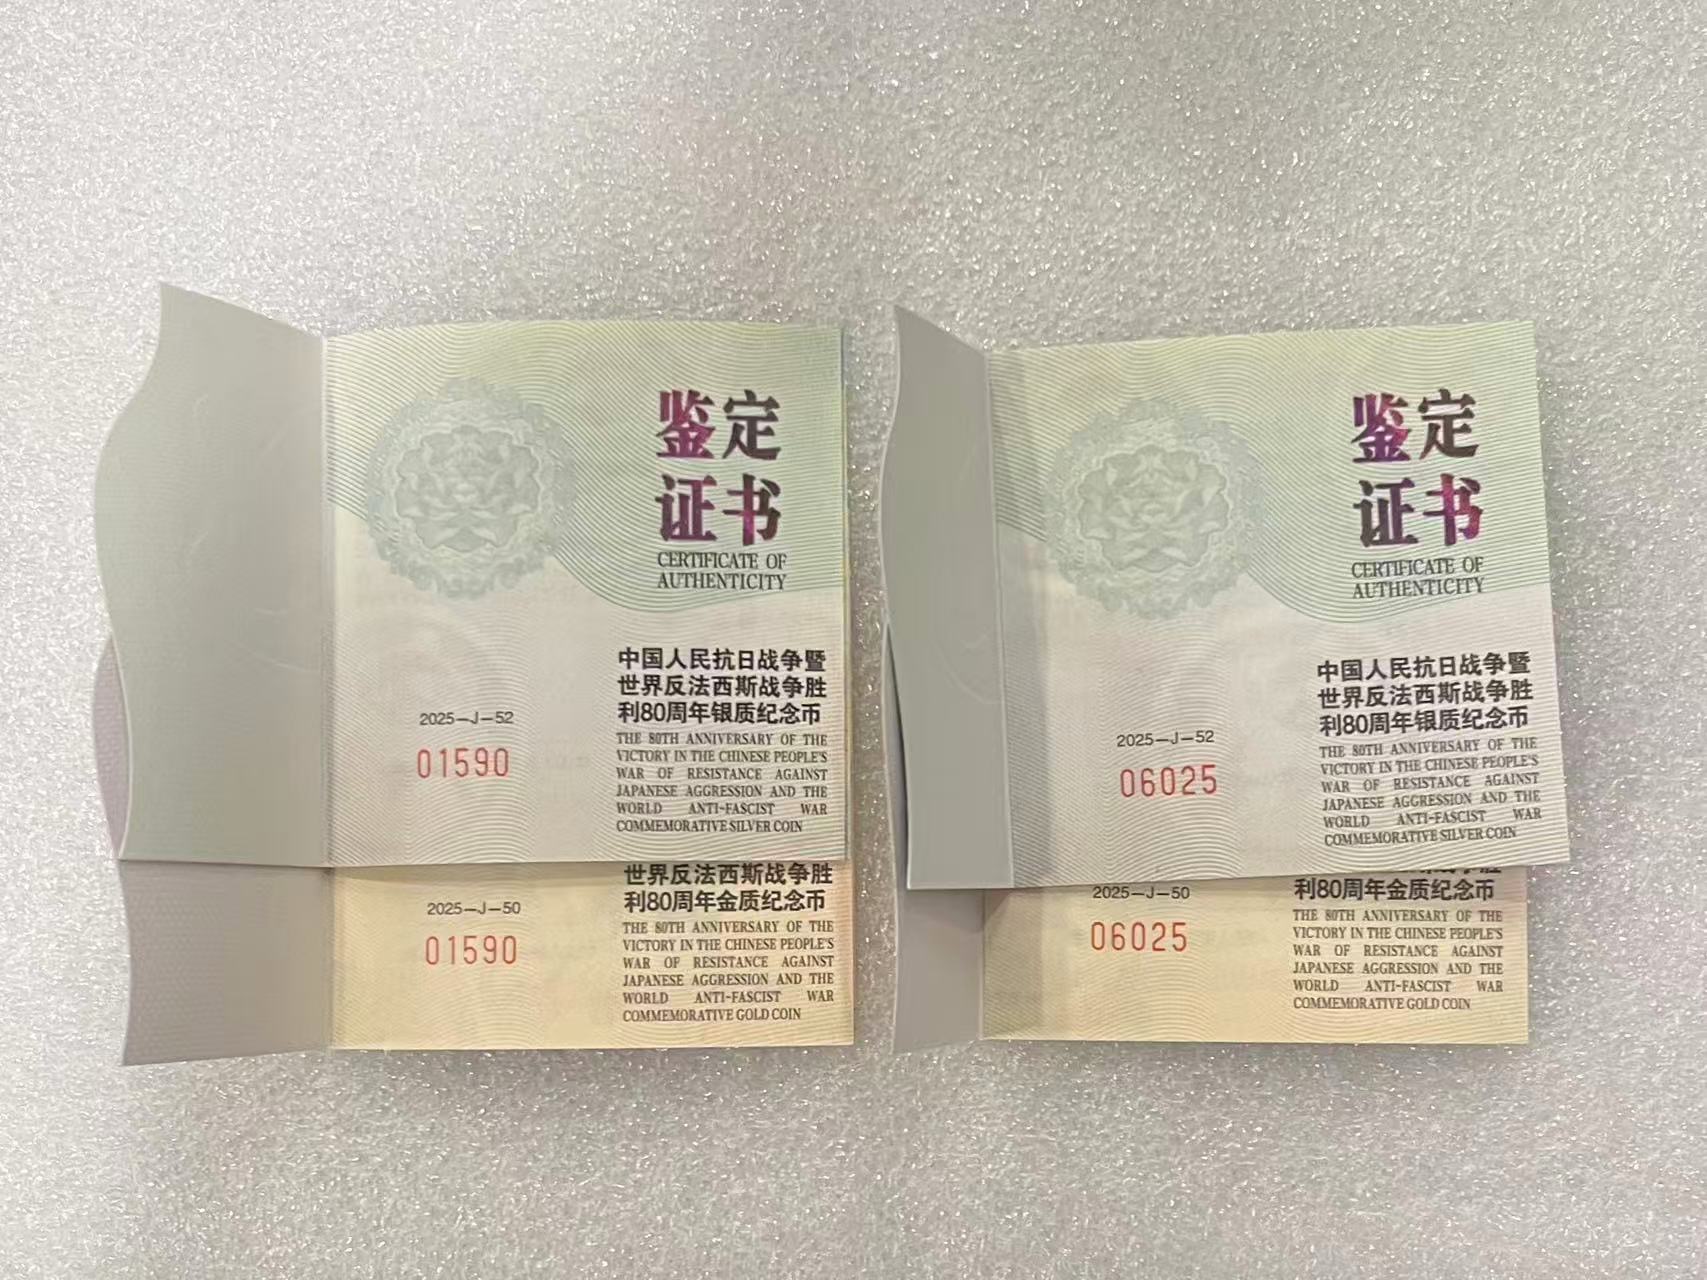 鉴定
证书
CERTIFICATE OF
AUTHENTICITY
中国人民抗日战争暨
世界反法西斯战争胜
利80周年银质纪念币
THE 80TH ANNIVERSARY OF THE
VICTORY IN THE CHINESE PEOPLE'S
WAR OF RESISTANCE AGAINST
JAPANESE AGGRESSION AND THE
WORLD ANTI-FASCIST WAR
COMMEMORATIVE SILVER COIN
2025-J-52
01590
世界反法西斯战争胜
利80周年金质纪念币
THE 80TH ANNIVERSARY OF THE
VICTORY IN THE CHINESE PEOPLE'S
WAR OF RESISTANCE AGAINST
JAPANESE AGGRESSION AND THE
WORLD ANTI-FASCIST WAR
COMMEMORATIVE GOLD COIN
2025-J-50
01590
鉴定
证书
CERTIFICATE OF
AUTHENTICITY
中国人民抗日战争暨
世界反法西斯战争胜
利80周年银质纪念币
THE 80TH ANNIVERSARY OF THE
VICTORY IN THE CHINESE PEOPLE'S
WAR OF RESISTANCE AGAINST
JAPANESE AGGRESSION AND THE
WORLD ANTI-FASCIST WAR
COMMEMORATIVE SILVER COIN
2025-J-52
06025
利80周年金质纪念币
THE 80TH ANNIVERSARY OF THE
VICTORY IN THE CHINESE PEOPLE'S
WAR OF RESISTANCE AGAINST
JAPANESE AGGRESSION AND THE
WORLD ANTI-FASCIST WAR
COMMEMORATIVE GOLD COIN
2025-J-50
06025